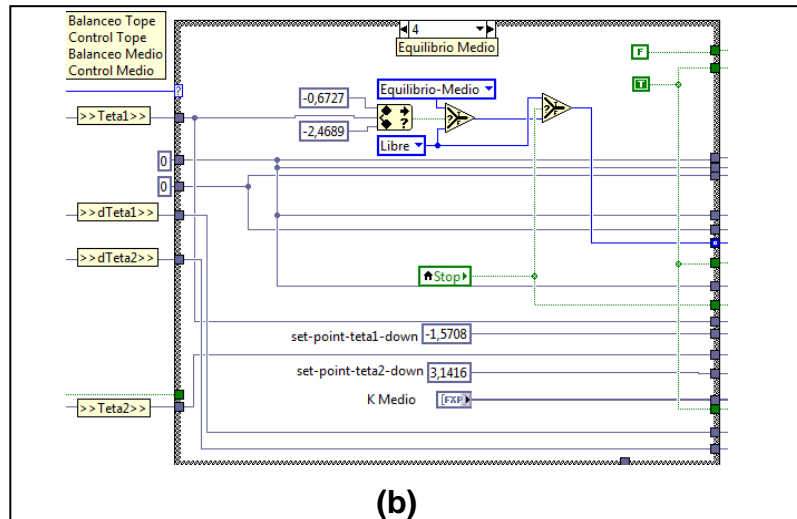 Balanceo Tope
Control Tope
Balanceo Medio
Control Medio
4
Equilibrio Medio
F
T
?
Equilibrio-Medio
-0,6727
>>Teta1>>
?
?
?
-2,4689
Libre
0
0
>>dTeta1>>
>>dTeta2>>
Stop
set-point-teta1-down -1,5708
set-point-teta2-down 3,1416
K Medio [FXP]
>>Teta2>>
(b)